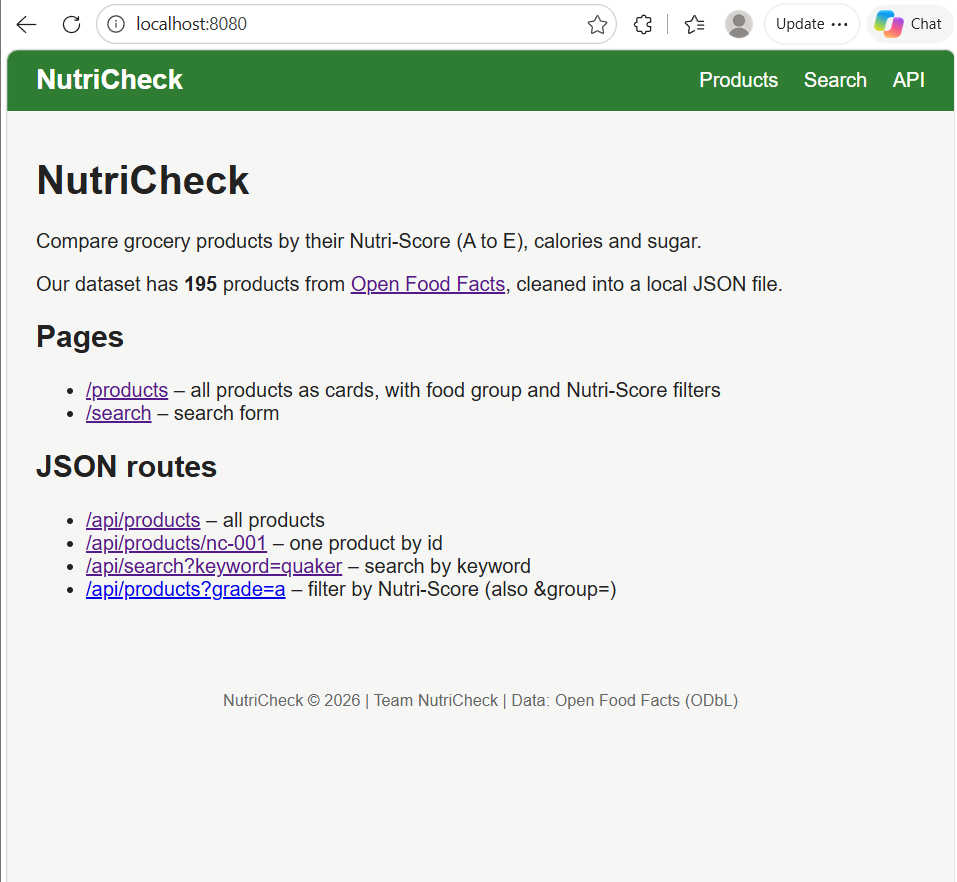 localhost:8080
Update
Chat
NutriCheck
Products Search API
NutriCheck
Compare grocery products by their Nutri-Score (A to E), calories and sugar.
Our dataset has 195 products from Open Food Facts, cleaned into a local JSON file.
Pages
• /products – all products as cards, with food group and Nutri-Score filters
• /search – search form
JSON routes
• /api/products – all products
• /api/products/nc-001 – one product by id
• /api/search?keyword=quaker – search by keyword
• /api/products?grade=a – filter by Nutri-Score (also &group=)
NutriCheck © 2026 | Team NutriCheck | Data: Open Food Facts (ODbL)